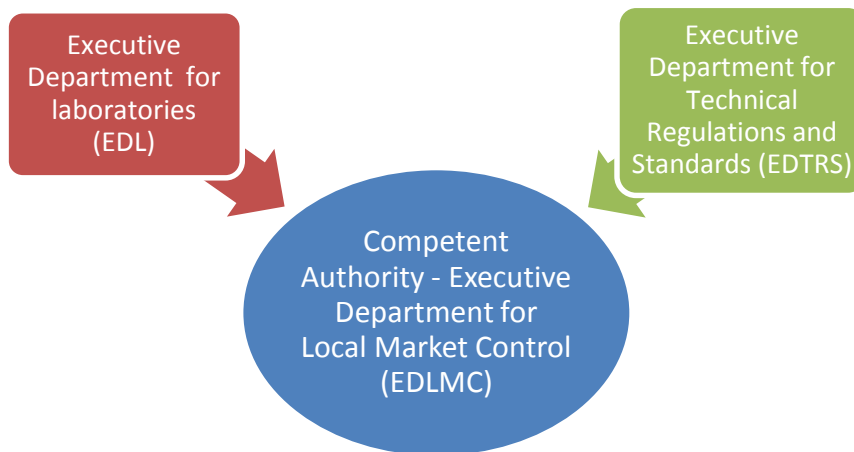 Executive
Department for
laboratories
(EDL)
Executive
Department for
Technical
Regulations and
Standards (EDTRS)
Competent
Authority - Executive
Department for
Local Market Control
(EDLMC)